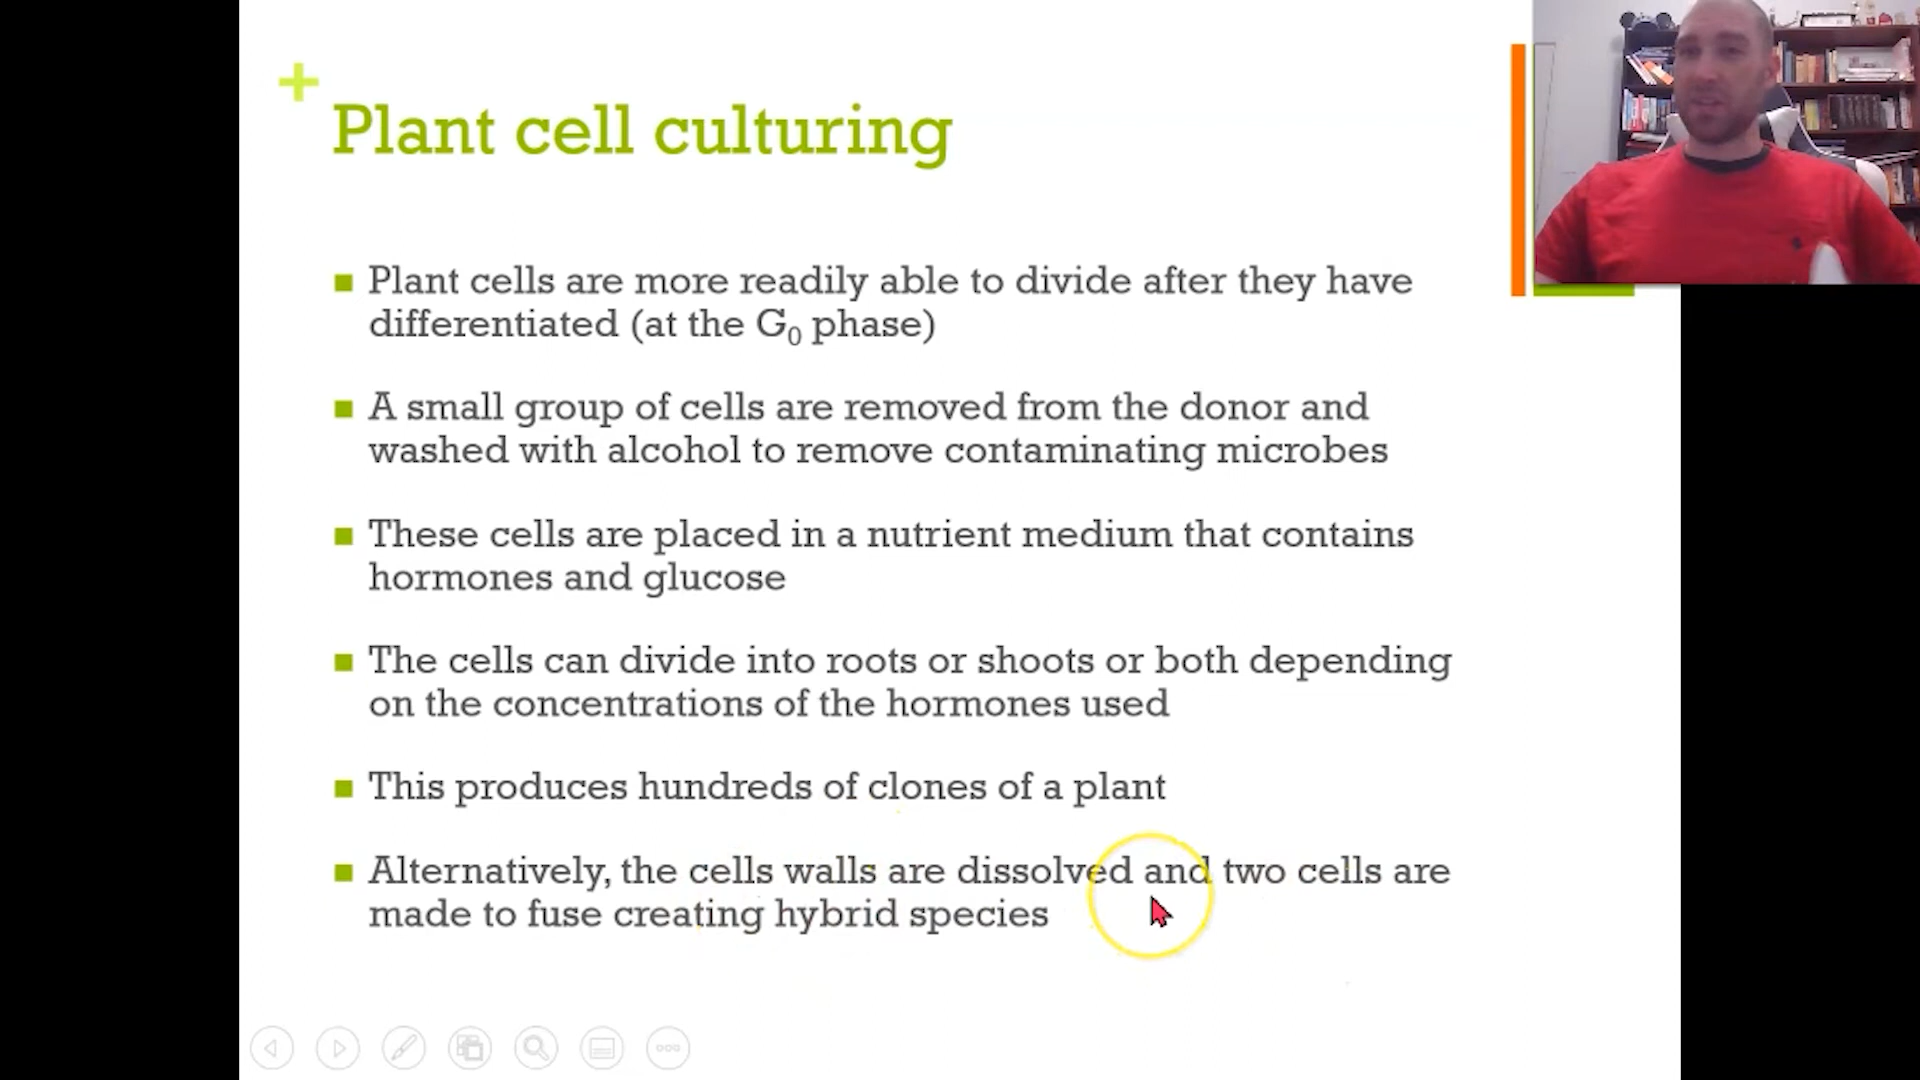 Plant cell culturing
Plant cells are more readily able to divide after they have
differentiated (at the G₀ phase)
A small group of cells are removed from the donor and
washed with alcohol to remove contaminating microbes
These cells are placed in a nutrient medium that contains
hormones and glucose
The cells can divide into roots or shoots or both depending
on the concentrations of the hormones used
This produces hundreds of clones of a plant
Alternatively, the cells walls are dissolved and two cells are
made to fuse creating hybrid species